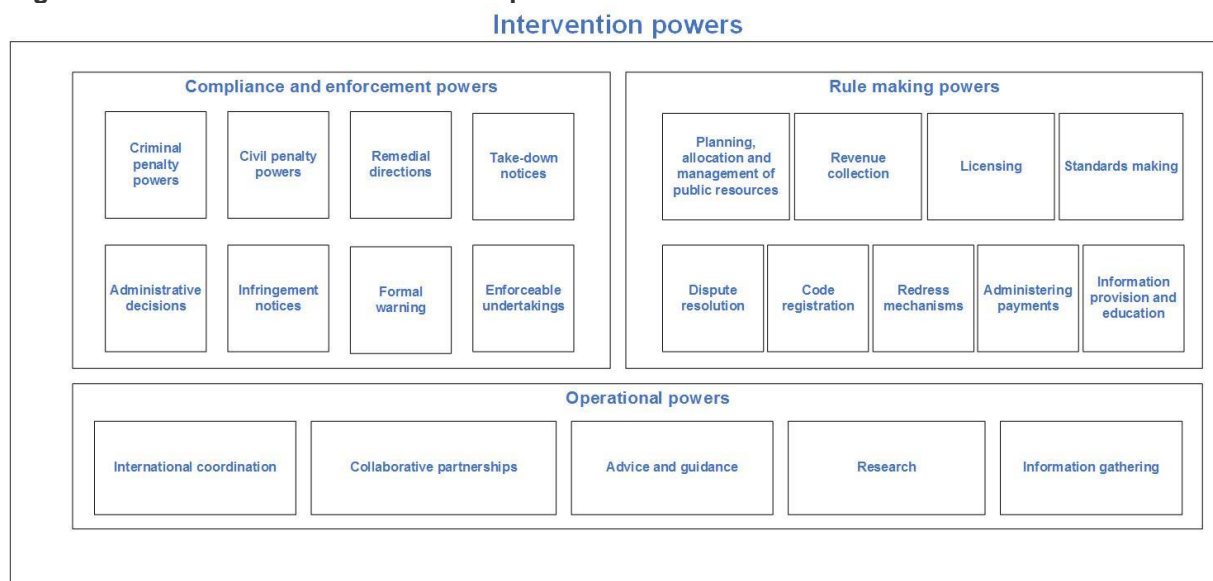 Intervention powers
Compliance and enforcement powers
Criminal
penalty
powers
Civil penalty
powers
Remedial
directions
Take-down
notices
Administrative
decisions
Infringement
notices
Formal
warning
Enforceable
undertakings
Rule making powers
Planning,
allocation and
management of
public resources
Revenue
collection
Licensing
Standards making
Dispute
resolution
Code
registration
Redress
mechanisms
Administering
payments
Information
provision and
education
Operational powers
International coordination
Collaborative partnerships
Advice and guidance
Research
Information gathering